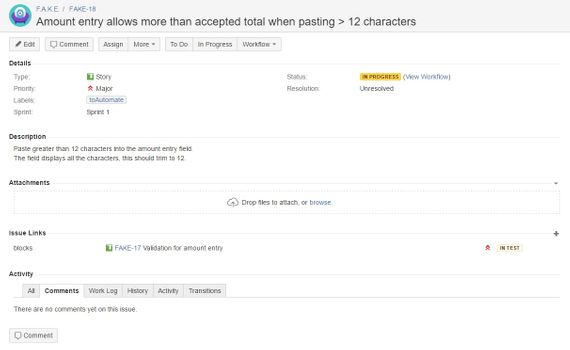 F.A.K.E. / FAKE-18
Amount entry allows more than accepted total when pasting > 12 characters
Edit Comment Assign More To Do In Progress Workflow
Details
Type: Story Status: IN PROGRESS (View Workflow)
Priority: Major Resolution: Unresolved
Labels: toAutomate
Sprint: Sprint 1
Description
Paste greater than 12 characters into the amount entry field.
The field displays all the characters, this should trim to 12.
Attachments
Drop files to attach, or browse.
Issue Links
blocks FAKE-17 Validation for amount entry IN TEST
Activity
All Comments Work Log History Activity Transitions
There are no comments yet on this issue.
Comment